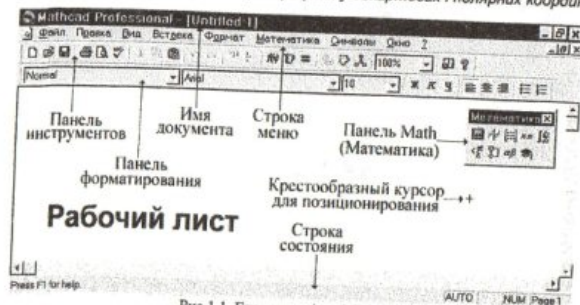 полярных коорди
Mathcad Professional - [Untitled:1]
Файл Правка Вид Вставка Формат Математика Символы Окно ?
100%
Normal Arial 10 Ж К Ч
Панель инструментов
Имя документа
Строка меню
Панель Math (Математика)
Математика
Панель форматирования
Крестообразный курсор для позиционирования
Рабочий лист
Строка состояния
Press F1 for help.
AUTO NUM Page 1